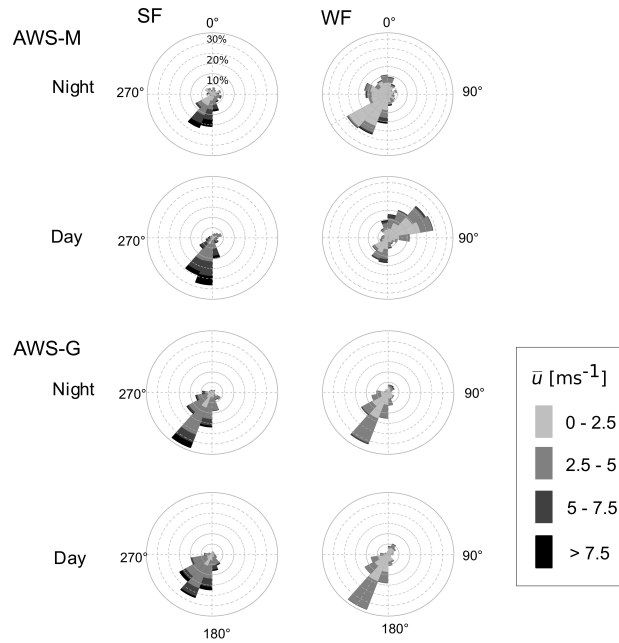 SF WF
AWS-M
0° 0°
30%
20%
10%
Night 270° 90°
Day 270° 90°
AWS-G
Night 270° 90°
Day 270° 90°
180° 180°
u̅ [ms⁻¹]
0 - 2.5
2.5 - 5
5 - 7.5
> 7.5